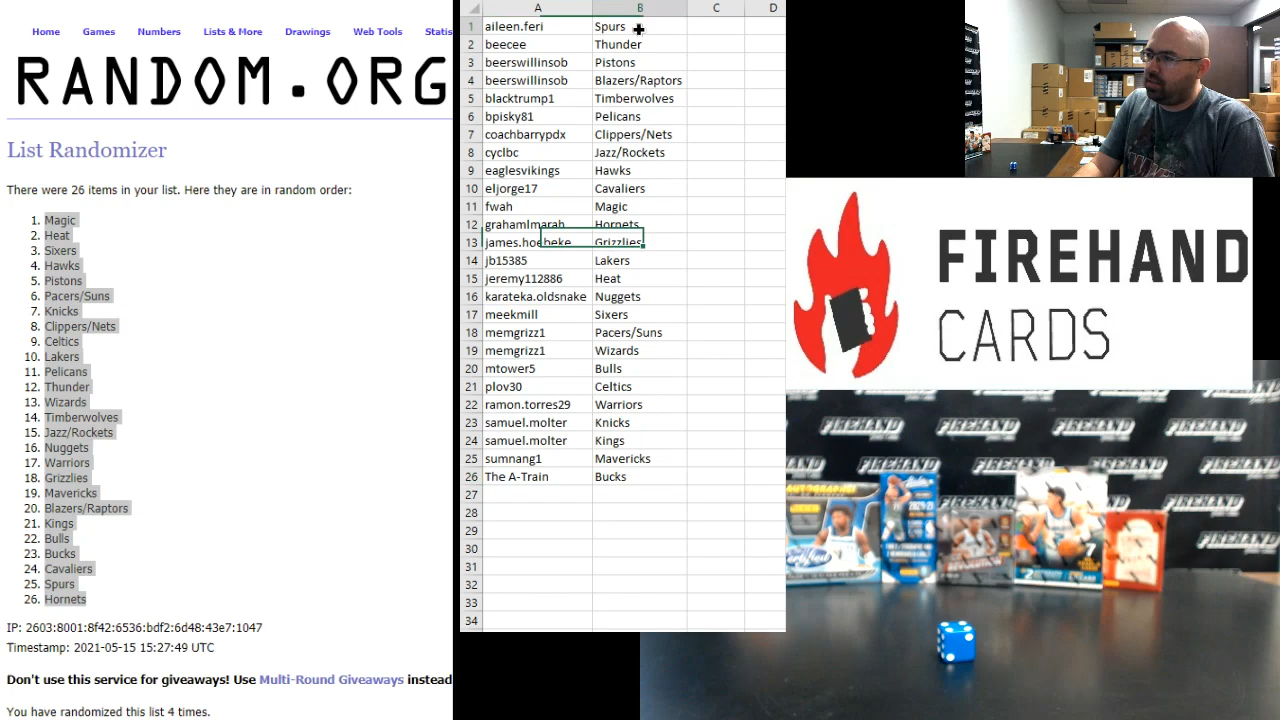 Home Games Numbers Lists & More Drawings Web Tools Statis
RANDOM.ORG
List Randomizer
There were 26 items in your list. Here they are in random order:
1. Magic
2. Heat
3. Sixers
4. Hawks
5. Pistons
6. Pacers/Suns
7. Knicks
8. Clippers/Nets
9. Celtics
10. Lakers
11. Pelicans
12. Thunder
13. Wizards
14. Timberwolves
15. Jazz/Rockets
16. Nuggets
17. Warriors
18. Grizzlies
19. Mavericks
20. Blazers/Raptors
21. Kings
22. Bulls
23. Bucks
24. Cavaliers
25. Spurs
26. Hornets
IP: 2603:8001:8f42:6536:bdf2:6d48:43e7:1047
Timestamp: 2021-05-15 15:27:49 UTC
Don't use this service for giveaways! Use Multi-Round Giveaways instead
You have randomized this list 4 times.
A B C D
1 aileen.feri Spurs
2 beecee Thunder
3 beerswillinsob Pistons
4 beerswillinsob Blazers/Raptors
5 blacktrump1 Timberwolves
6 bpisky81 Pelicans
7 coachbarrypdx Clippers/Nets
8 cyclbc Jazz/Rockets
9 eaglesvikings Hawks
10 eljorge17 Cavaliers
11 fwah Magic
12 grahamlmarah Hornets
13 james.hoebeke Grizzlies
14 jb15385 Lakers
15 jeremy112886 Heat
16 karateka.oldsnake Nuggets
17 meekmill Sixers
18 memgrizz1 Pacers/Suns
19 memgrizz1 Wizards
20 mtower5 Bulls
21 plov30 Celtics
22 ramon.torres29 Warriors
23 samuel.molter Knicks
24 samuel.molter Kings
25 sumnang1 Mavericks
26 The A-Train Bucks
27
28
29
30
31
32
33
34
FIREHAND
CARDS
FIREHAND FIREHAND FIREHAND